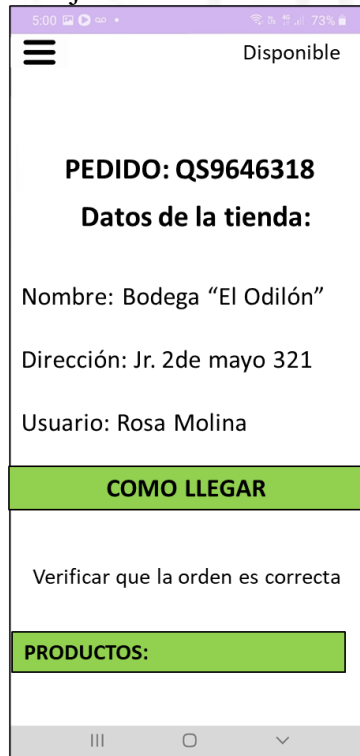 5:00
73%
Disponible
PEDIDO: QS9646318
Datos de la tienda:
Nombre: Bodega “El Odilón”
Dirección: Jr. 2de mayo 321
Usuario: Rosa Molina
COMO LLEGAR
Verificar que la orden es correcta
PRODUCTOS: